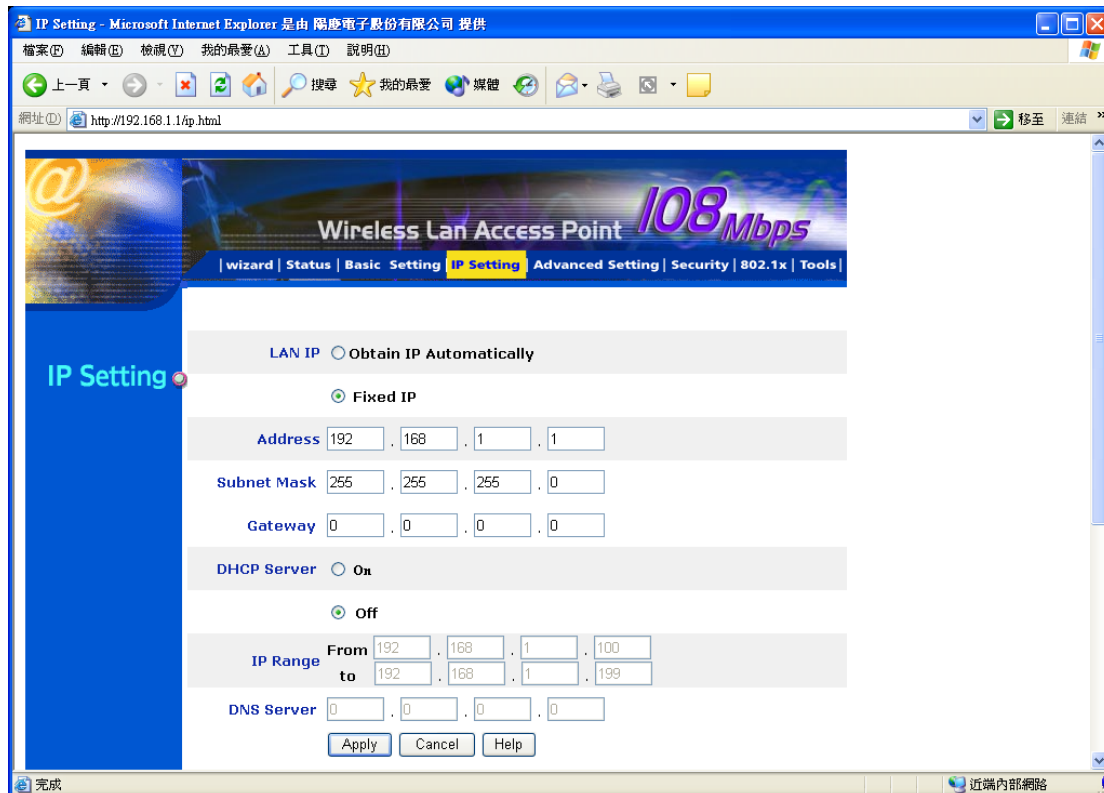 IP Setting - Microsoft Internet Explorer 是由 陽慶電子股份有限公司 提供
檔案(F) 編輯(E) 檢視(V) 我的最愛(A) 工具(T) 說明(H)
上一頁 搜尋 我的最愛 媒體
網址(D) http://192.168.1.1/ip.html 移至 連結 »
@
108Mbps
Wireless Lan Access Point
|wizard | Status | Basic Setting |IP Setting| Advanced Setting| Security | 802.1x | Tools|
IP Setting
LAN IP Obtain IP Automatically
Fixed IP
Address 192 . 168 . 1 . 1
Subnet Mask 255 . 255 . 255 . 0
Gateway 0 . 0 . 0 . 0
DHCP Server On
Off
IP Range From 192 . 168 . 1 . 100
to 192 . 168 . 1 . 199
DNS Server 0 . 0 . 0 . 0
Apply Cancel Help
完成 近端內部網路